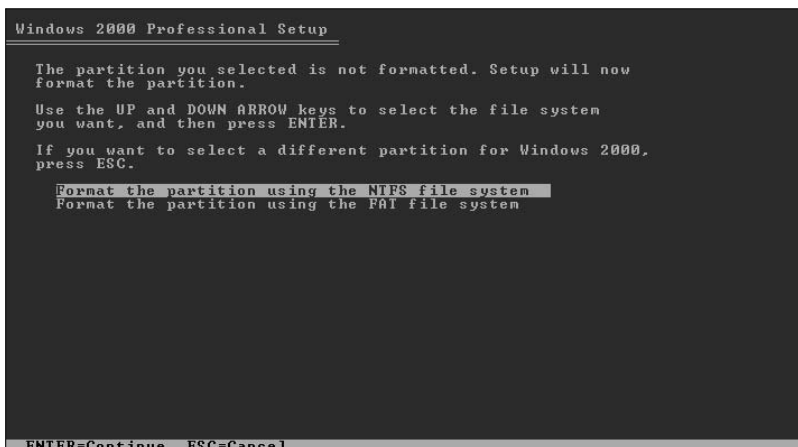 Windows 2000 Professional Setup
The partition you selected is not formatted. Setup will now
format the partition.
Use the UP and DOWN ARROW keys to select the file system
you want, and then press ENTER.
If you want to select a different partition for Windows 2000,
press ESC.
Format the partition using the NTFS file system
Format the partition using the FAT file system
ENTER=Continue ESC=Cancel